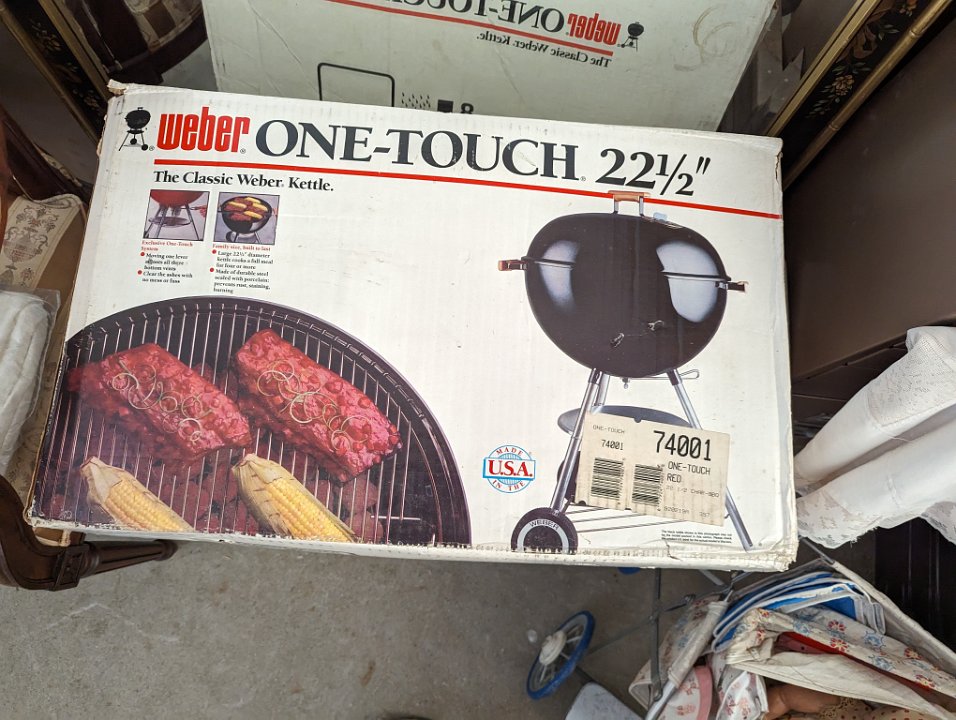 weber ONE-TOUCH
The Classic Weber Kettle.
weber® ONE-TOUCH® 22½"
The Classic Weber® Kettle.
Exclusive One-Touch
System
Moving one lever
adjusts all three
bottom vents
Clear the ashes with
no mess or fuss
Family size, built to last
Large 22½" diameter
kettle cooks a full meal
for four or more
Made of durable steel
sealed with porcelain:
prevents rust, staining,
burning
MADE
U.S.A.
IN THE
ONE-TOUCH
74001
74001
ONE-TOUCH
RED
WEBER